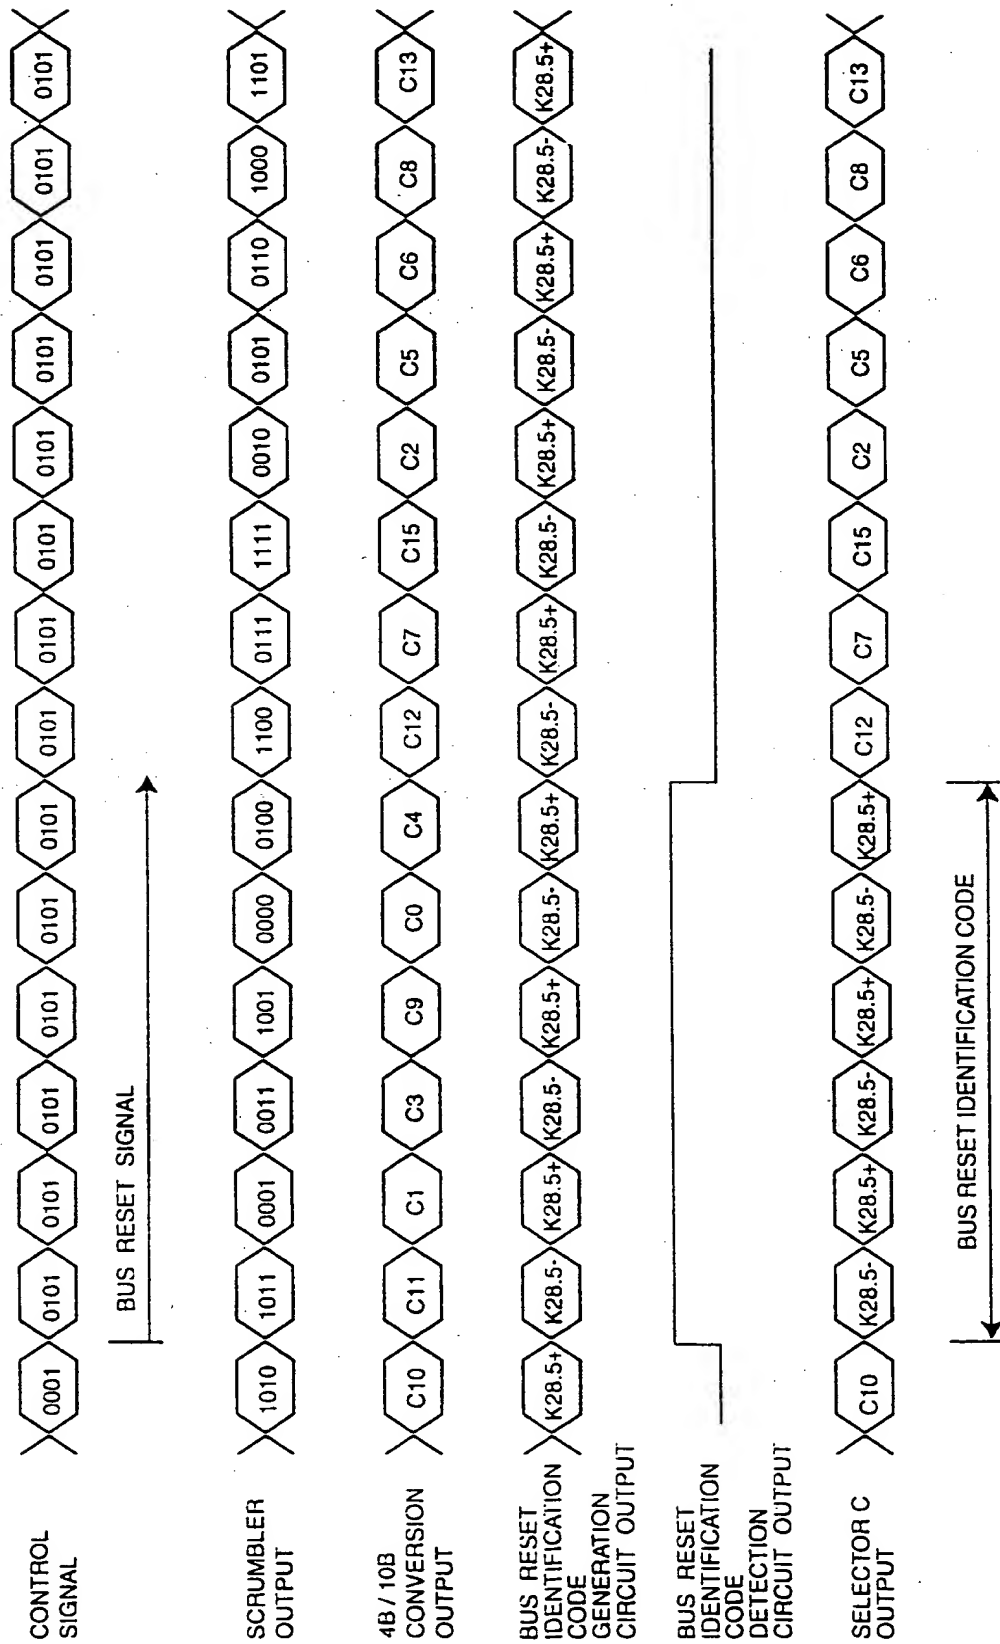 CONTROL
SIGNAL
0001 0101 0101 0101 0101 0101 0101 0101 0101 0101 0101 0101 0101 0101 0101
BUS RESET SIGNAL
SCRUMBLER
OUTPUT
1010 1011 0001 0011 1001 0000 0100 1100 0111 1111 0010 0101 0110 1000 1101
4B / 10B
CONVERSION
OUTPUT
C10 C11 C1 C3 C9 C0 C4 C12 C7 C15 C2 C5 C6 C8 C13
BUS RESET
IDENTIFICATION
CODE
GENERATION
CIRCUIT OUTPUT
K28.5+ K28.5- K28.5+ K28.5- K28.5+ K28.5- K28.5+ K28.5- K28.5+ K28.5- K28.5+ K28.5- K28.5+ K28.5- K28.5+
BUS RESET
IDENTIFICATION
CODE
DETECTION
CIRCUIT OUTPUT
SELECTOR C
OUTPUT
C10 K28.5- K28.5+ K28.5- K28.5+ K28.5- K28.5+ C12 C7 C15 C2 C5 C6 C8 C13
BUS RESET IDENTIFICATION CODE